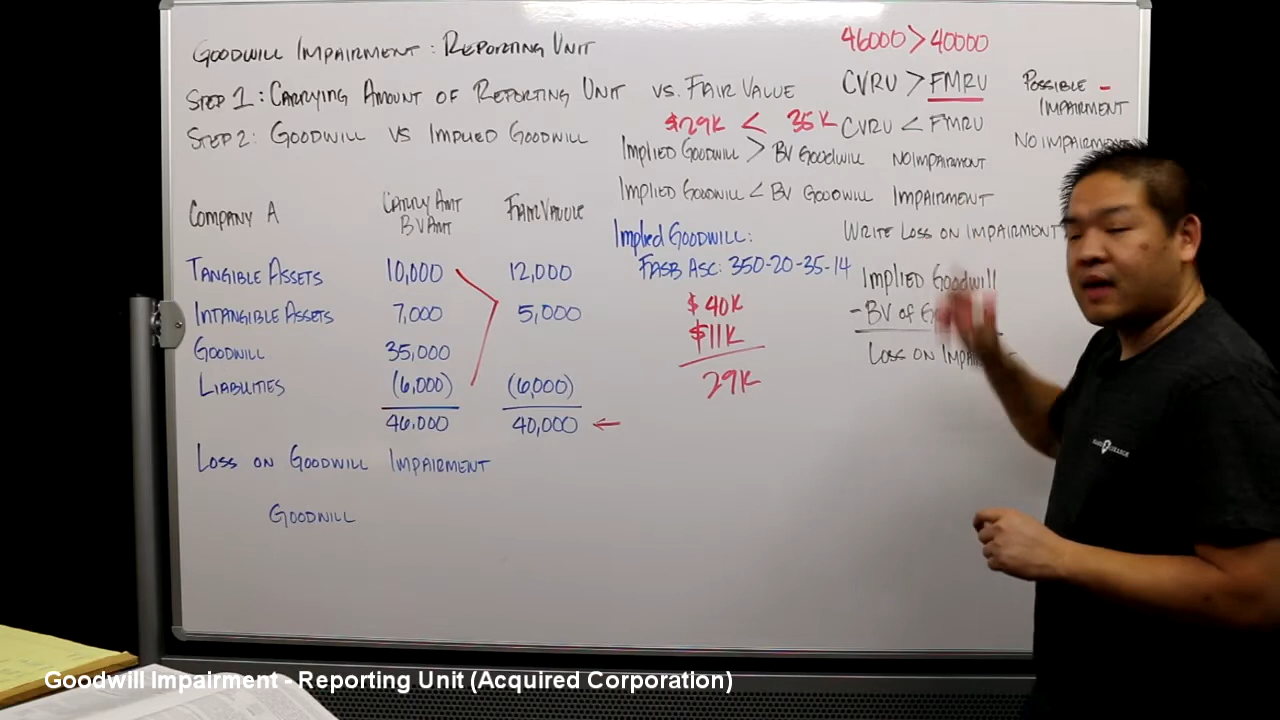 GOODWILL IMPAIRMENT: REPORTING UNIT
46000 > 40000
STEP 1: CARRYING AMOUNT OF REPORTING UNIT VS. FAIR VALUE
CVRU > FMRU
POSSIBLE -
IMPAIRMENT
STEP 2: GOODWILL VS IMPLIED GOODWILL
$29K < 35K
CVRU < FMRU
NO IMPAIRMENT
IMPLIED GOODWILL > BV GOODWILL NO IMPAIRMENT
IMPLIED GOODWILL < BV GOODWILL IMPAIRMENT
WRITE LOSS ON IMPAIRMENT
IMPLIED GOODWILL
- BV OF
LOSS ON
COMPANY A
CARRY AMT
BV AMT
FAIR VALUE
TANGIBLE ASSETS 10,000 12,000
INTANGIBLE ASSETS 7,000 5,000
GOODWILL 35,000
LIABILITIES (6,000) (6,000)
46,000 40,000 ←
IMPLIED GOODWILL:
FASB ASC: 350-20-35-14
$40K
$11K
29K
LOSS ON GOODWILL IMPAIRMENT
GOODWILL
Goodwill Impairment - Reporting Unit (Acquired Corporation)